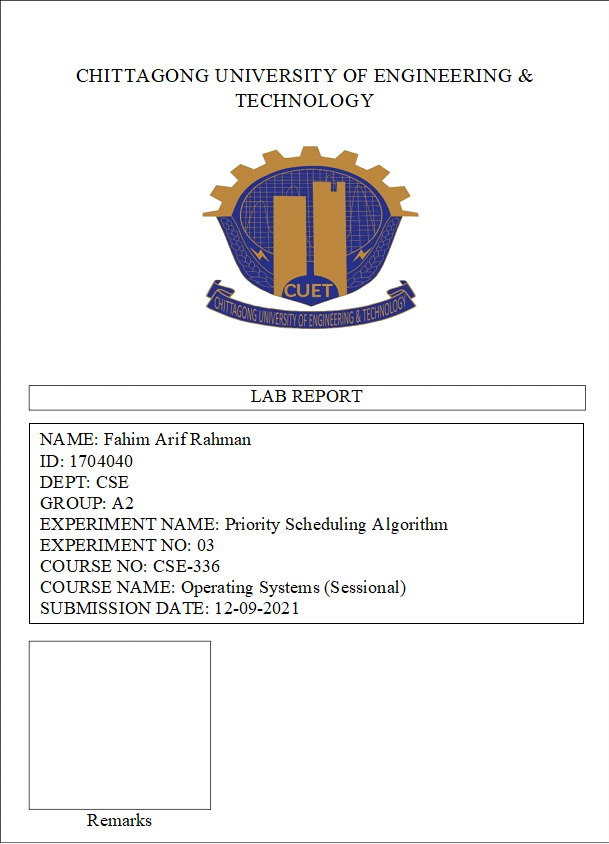 CHITTAGONG UNIVERSITY OF ENGINEERING &
TECHNOLOGY
CUET
CHITTAGONG UNIVERSITY OF ENGINEERING & TECHNOLOGY
LAB REPORT
NAME: Fahim Arif Rahman
ID: 1704040
DEPT: CSE
GROUP: A2
EXPERIMENT NAME: Priority Scheduling Algorithm
EXPERIMENT NO: 03
COURSE NO: CSE-336
COURSE NAME: Operating Systems (Sessional)
SUBMISSION DATE: 12-09-2021
Remarks